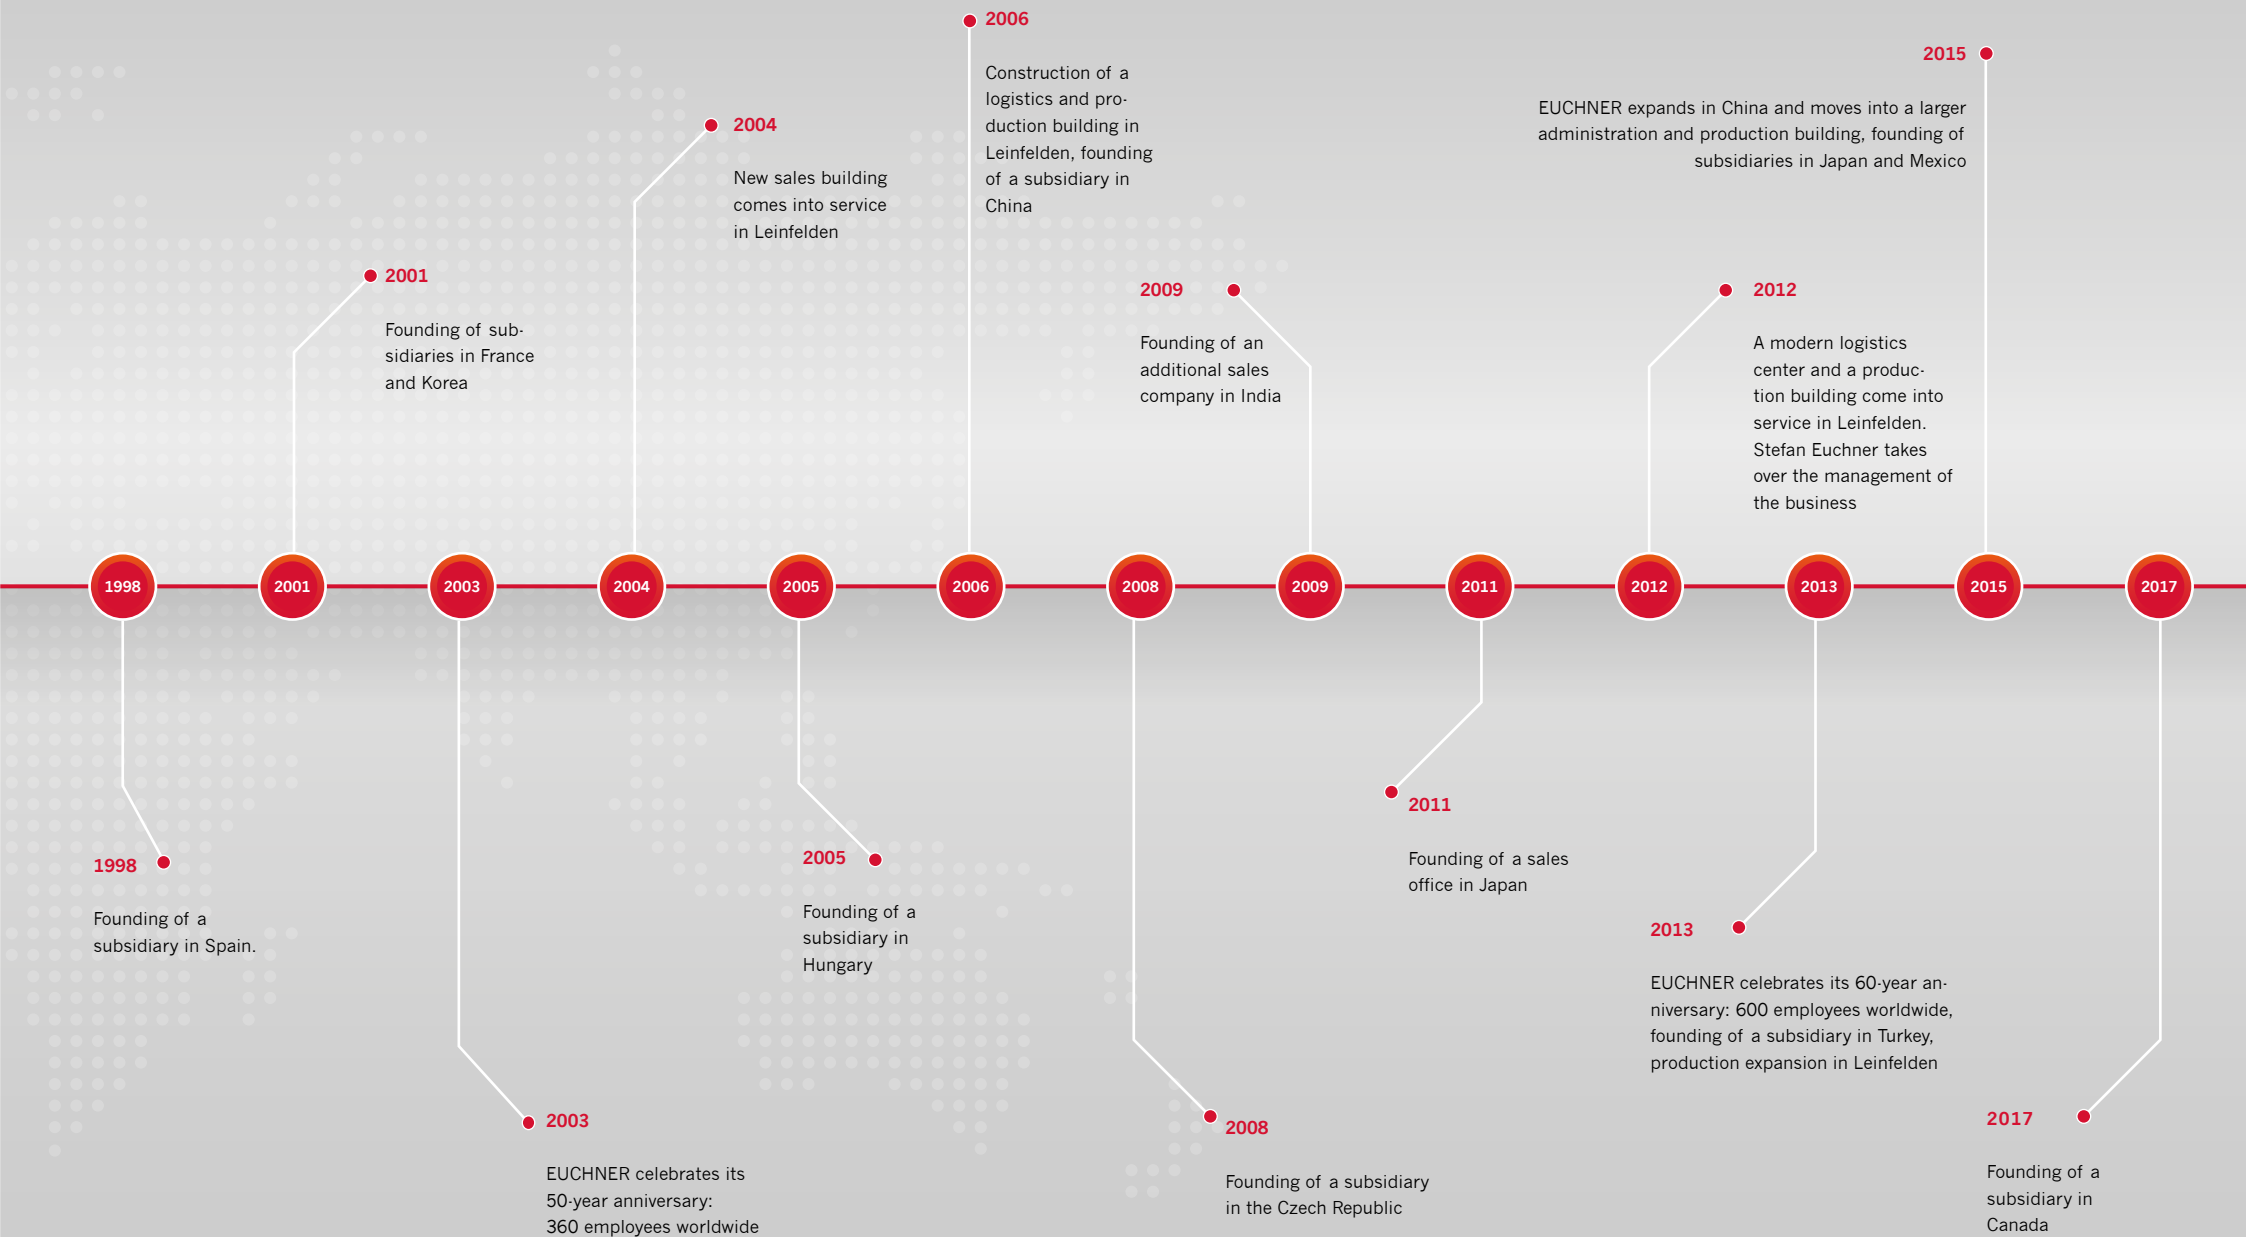 2006
Construction of a
logistics and pro-
duction building in
Leinfelden, founding
of a subsidiary in
China
2015
EUCHNER expands in China and moves into a larger
administration and production building, founding of
subsidiaries in Japan and Mexico
2004
New sales building
comes into service
in Leinfelden
2001
Founding of sub-
sidiaries in France
and Korea
2009
Founding of an
additional sales
company in India
2012
A modern logistics
center and a produc-
tion building come into
service in Leinfelden.
Stefan Euchner takes
over the management of
the business
1998 2001 2003 2004 2005 2006 2008 2009 2011 2012 2013 2015 2017
1998
Founding of a
subsidiary in Spain.
2005
Founding of a
subsidiary in
Hungary
2011
Founding of a sales
office in Japan
2013
EUCHNER celebrates its 60-year an-
niversary: 600 employees worldwide,
founding of a subsidiary in Turkey,
production expansion in Leinfelden
2003
EUCHNER celebrates its
50-year anniversary:
360 employees worldwide
2008
Founding of a subsidiary
in the Czech Republic
2017
Founding of a
subsidiary in
Canada